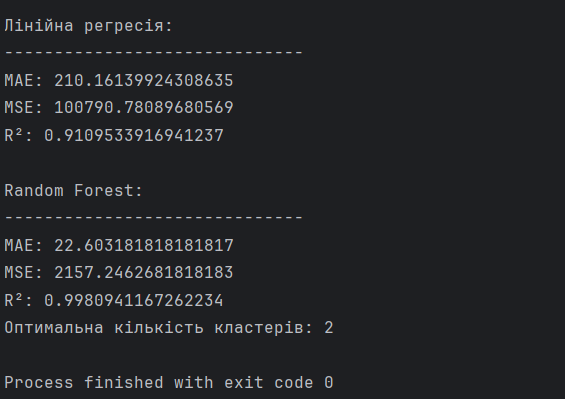 Лінійна регресія:
------------------------------
MAE: 210.16139924308635
MSE: 100790.78089680569
R²: 0.9109533916941237
Random Forest:
------------------------------
MAE: 22.603181818181817
MSE: 2157.2462681818183
R²: 0.9980941167262234
Оптимальна кількість кластерів: 2
Process finished with exit code 0